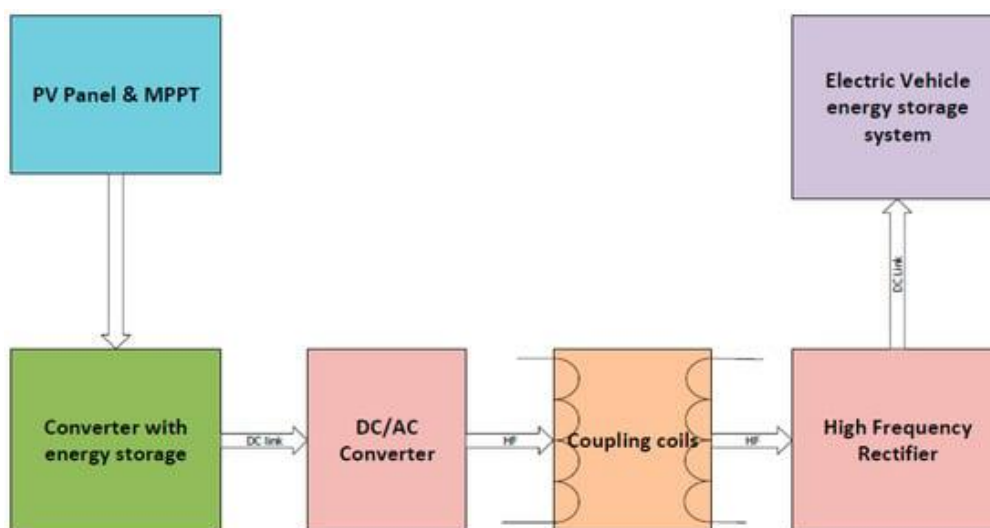 PV Panel & MPPT
Electric Vehicle
energy storage
system
DC Link
Converter with
energy storage
DC link
DC/AC
Converter
HF
Coupling coils
HF
High Frequency
Rectifier